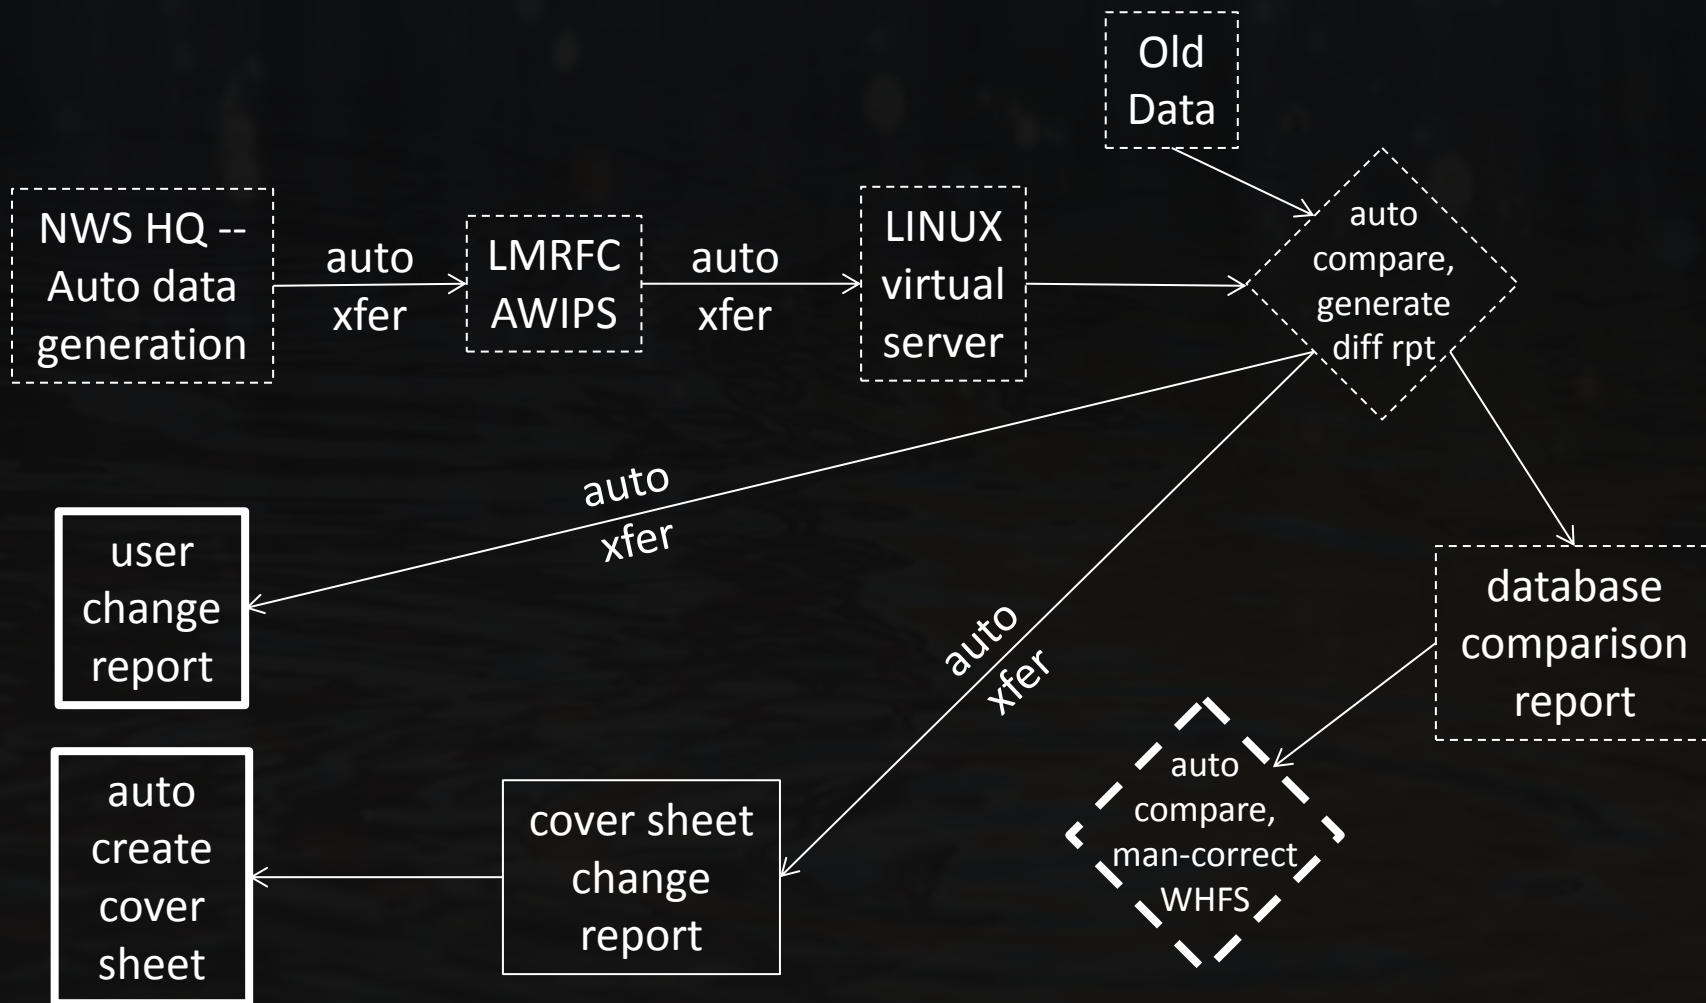 Old
Data
NWS HQ --
Auto data
generation
auto
xfer
LMRFC
AWIPS
auto
xfer
LINUX
virtual
server
auto
compare,
generate
diff rpt
auto
xfer
user
change
report
auto
xfer
database
comparison
report
auto
compare,
man-correct
WHFS
cover sheet
change
report
auto
create
cover
sheet